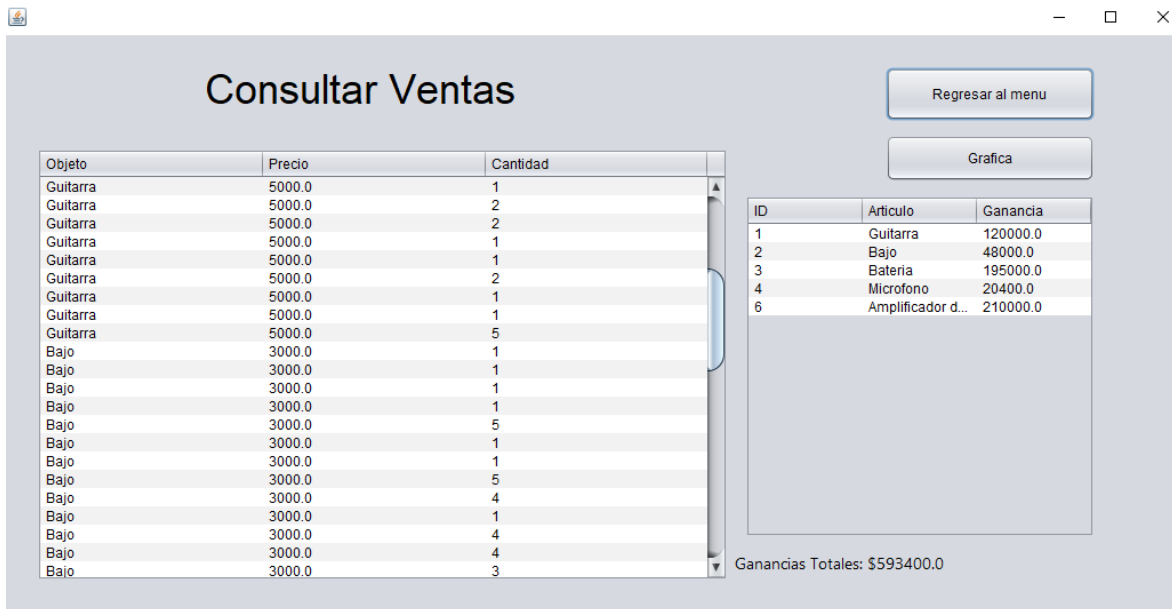 Consultar Ventas
Regresar al menu
Grafica
Objeto Precio Cantidad
Guitarra 5000.0 1
Guitarra 5000.0 2
Guitarra 5000.0 2
Guitarra 5000.0 1
Guitarra 5000.0 1
Guitarra 5000.0 2
Guitarra 5000.0 1
Guitarra 5000.0 1
Guitarra 5000.0 5
Bajo 3000.0 1
Bajo 3000.0 1
Bajo 3000.0 1
Bajo 3000.0 1
Bajo 3000.0 5
Bajo 3000.0 1
Bajo 3000.0 1
Bajo 3000.0 5
Bajo 3000.0 4
Bajo 3000.0 1
Bajo 3000.0 4
Bajo 3000.0 4
Bajo 3000.0 3
ID Articulo Ganancia
1 Guitarra 120000.0
2 Bajo 48000.0
3 Bateria 195000.0
4 Microfono 20400.0
6 Amplificador d... 210000.0
Ganancias Totales: $593400.0